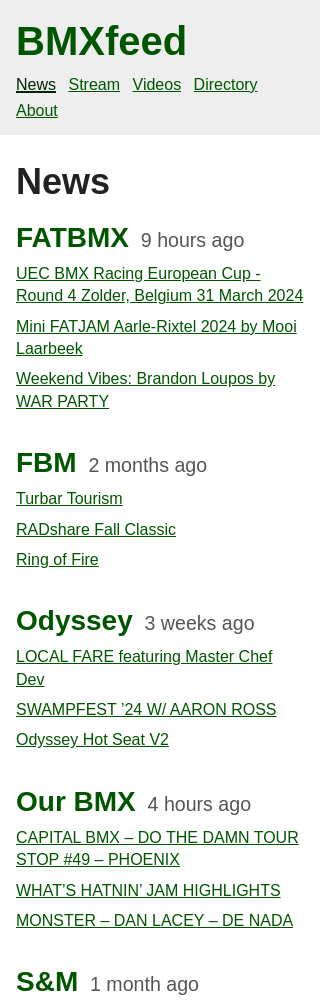 BMXfeed
News Stream Videos Directory
About
News
FATBMX 9 hours ago
UEC BMX Racing European Cup -
Round 4 Zolder, Belgium 31 March 2024
Mini FATJAM Aarle-Rixtel 2024 by Mooi
Laarbeek
Weekend Vibes: Brandon Loupos by
WAR PARTY
FBM 2 months ago
Turbar Tourism
RADshare Fall Classic
Ring of Fire
Odyssey 3 weeks ago
LOCAL FARE featuring Master Chef
Dev
SWAMPFEST ’24 W/ AARON ROSS
Odyssey Hot Seat V2
Our BMX 4 hours ago
CAPITAL BMX – DO THE DAMN TOUR
STOP #49 – PHOENIX
WHAT’S HATNIN’ JAM HIGHLIGHTS
MONSTER – DAN LACEY – DE NADA
S&M 1 month ago